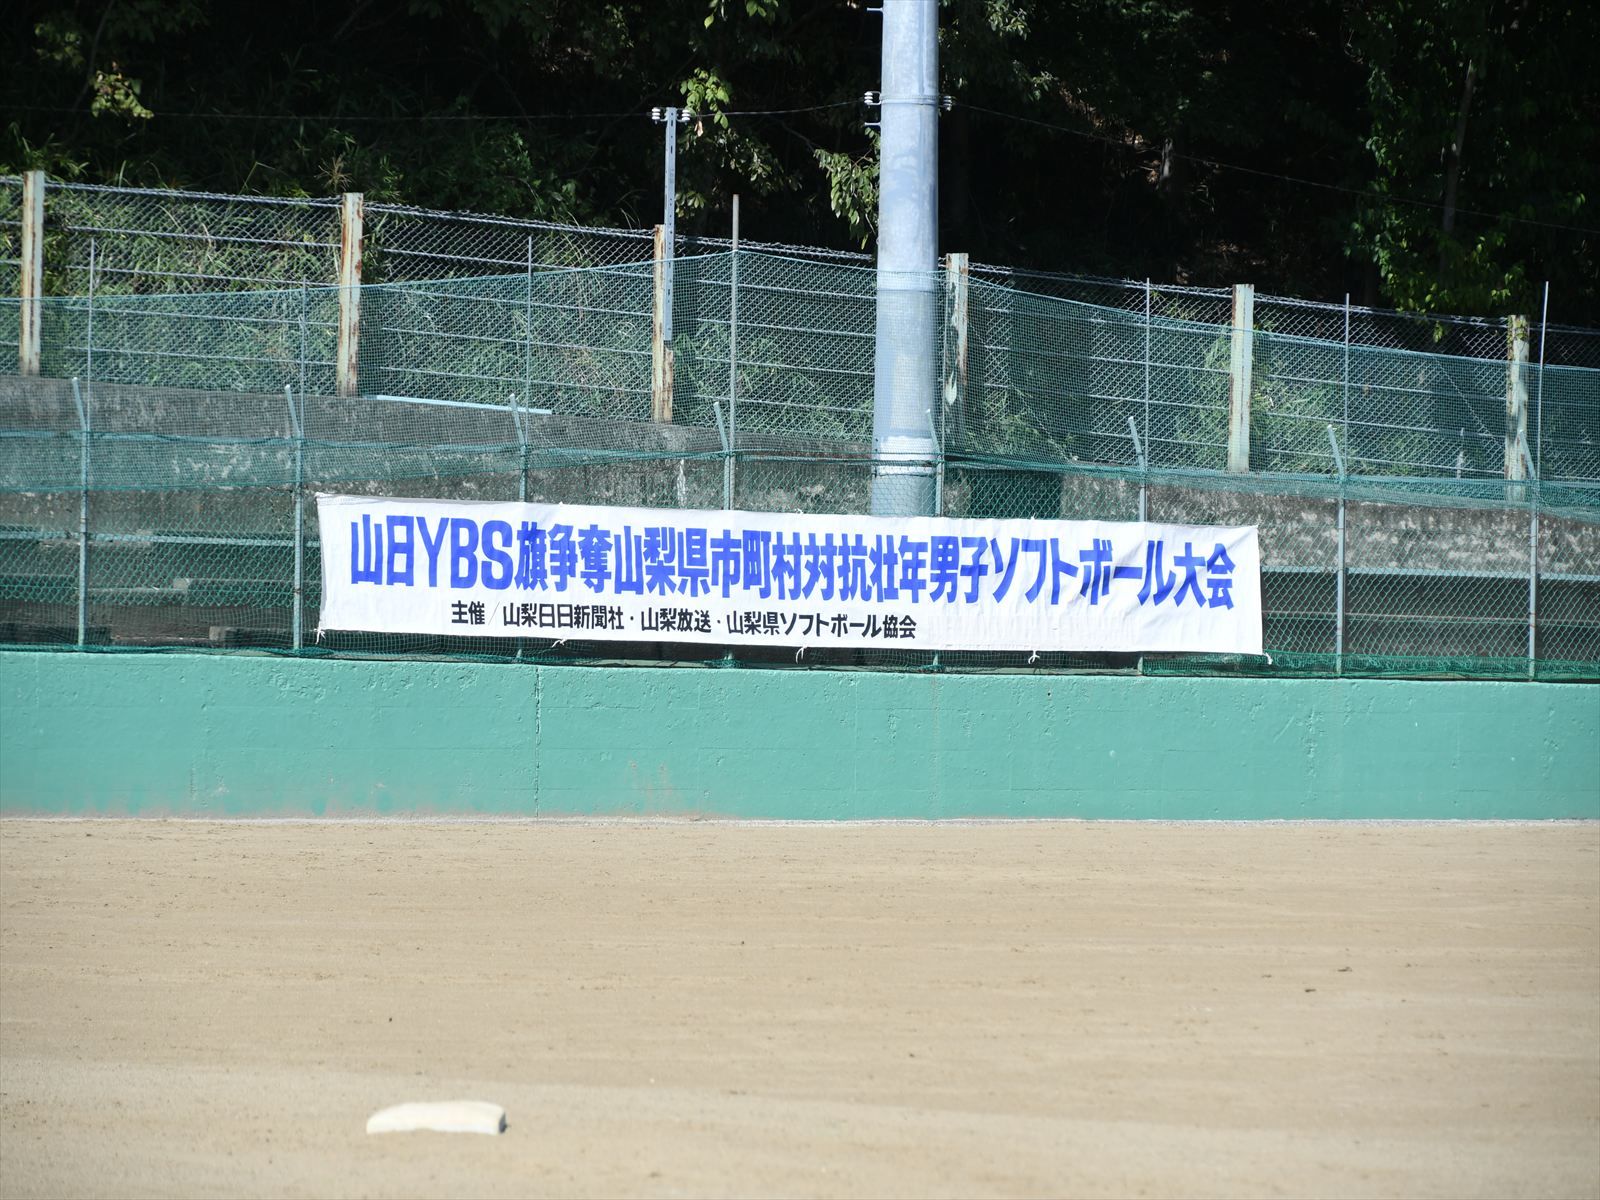 山日YBS旗争奪山梨県市町村対抗壮年男子ソフトボール大会
主催/山梨日日新聞社・山梨放送・山梨県ソフトボール協会